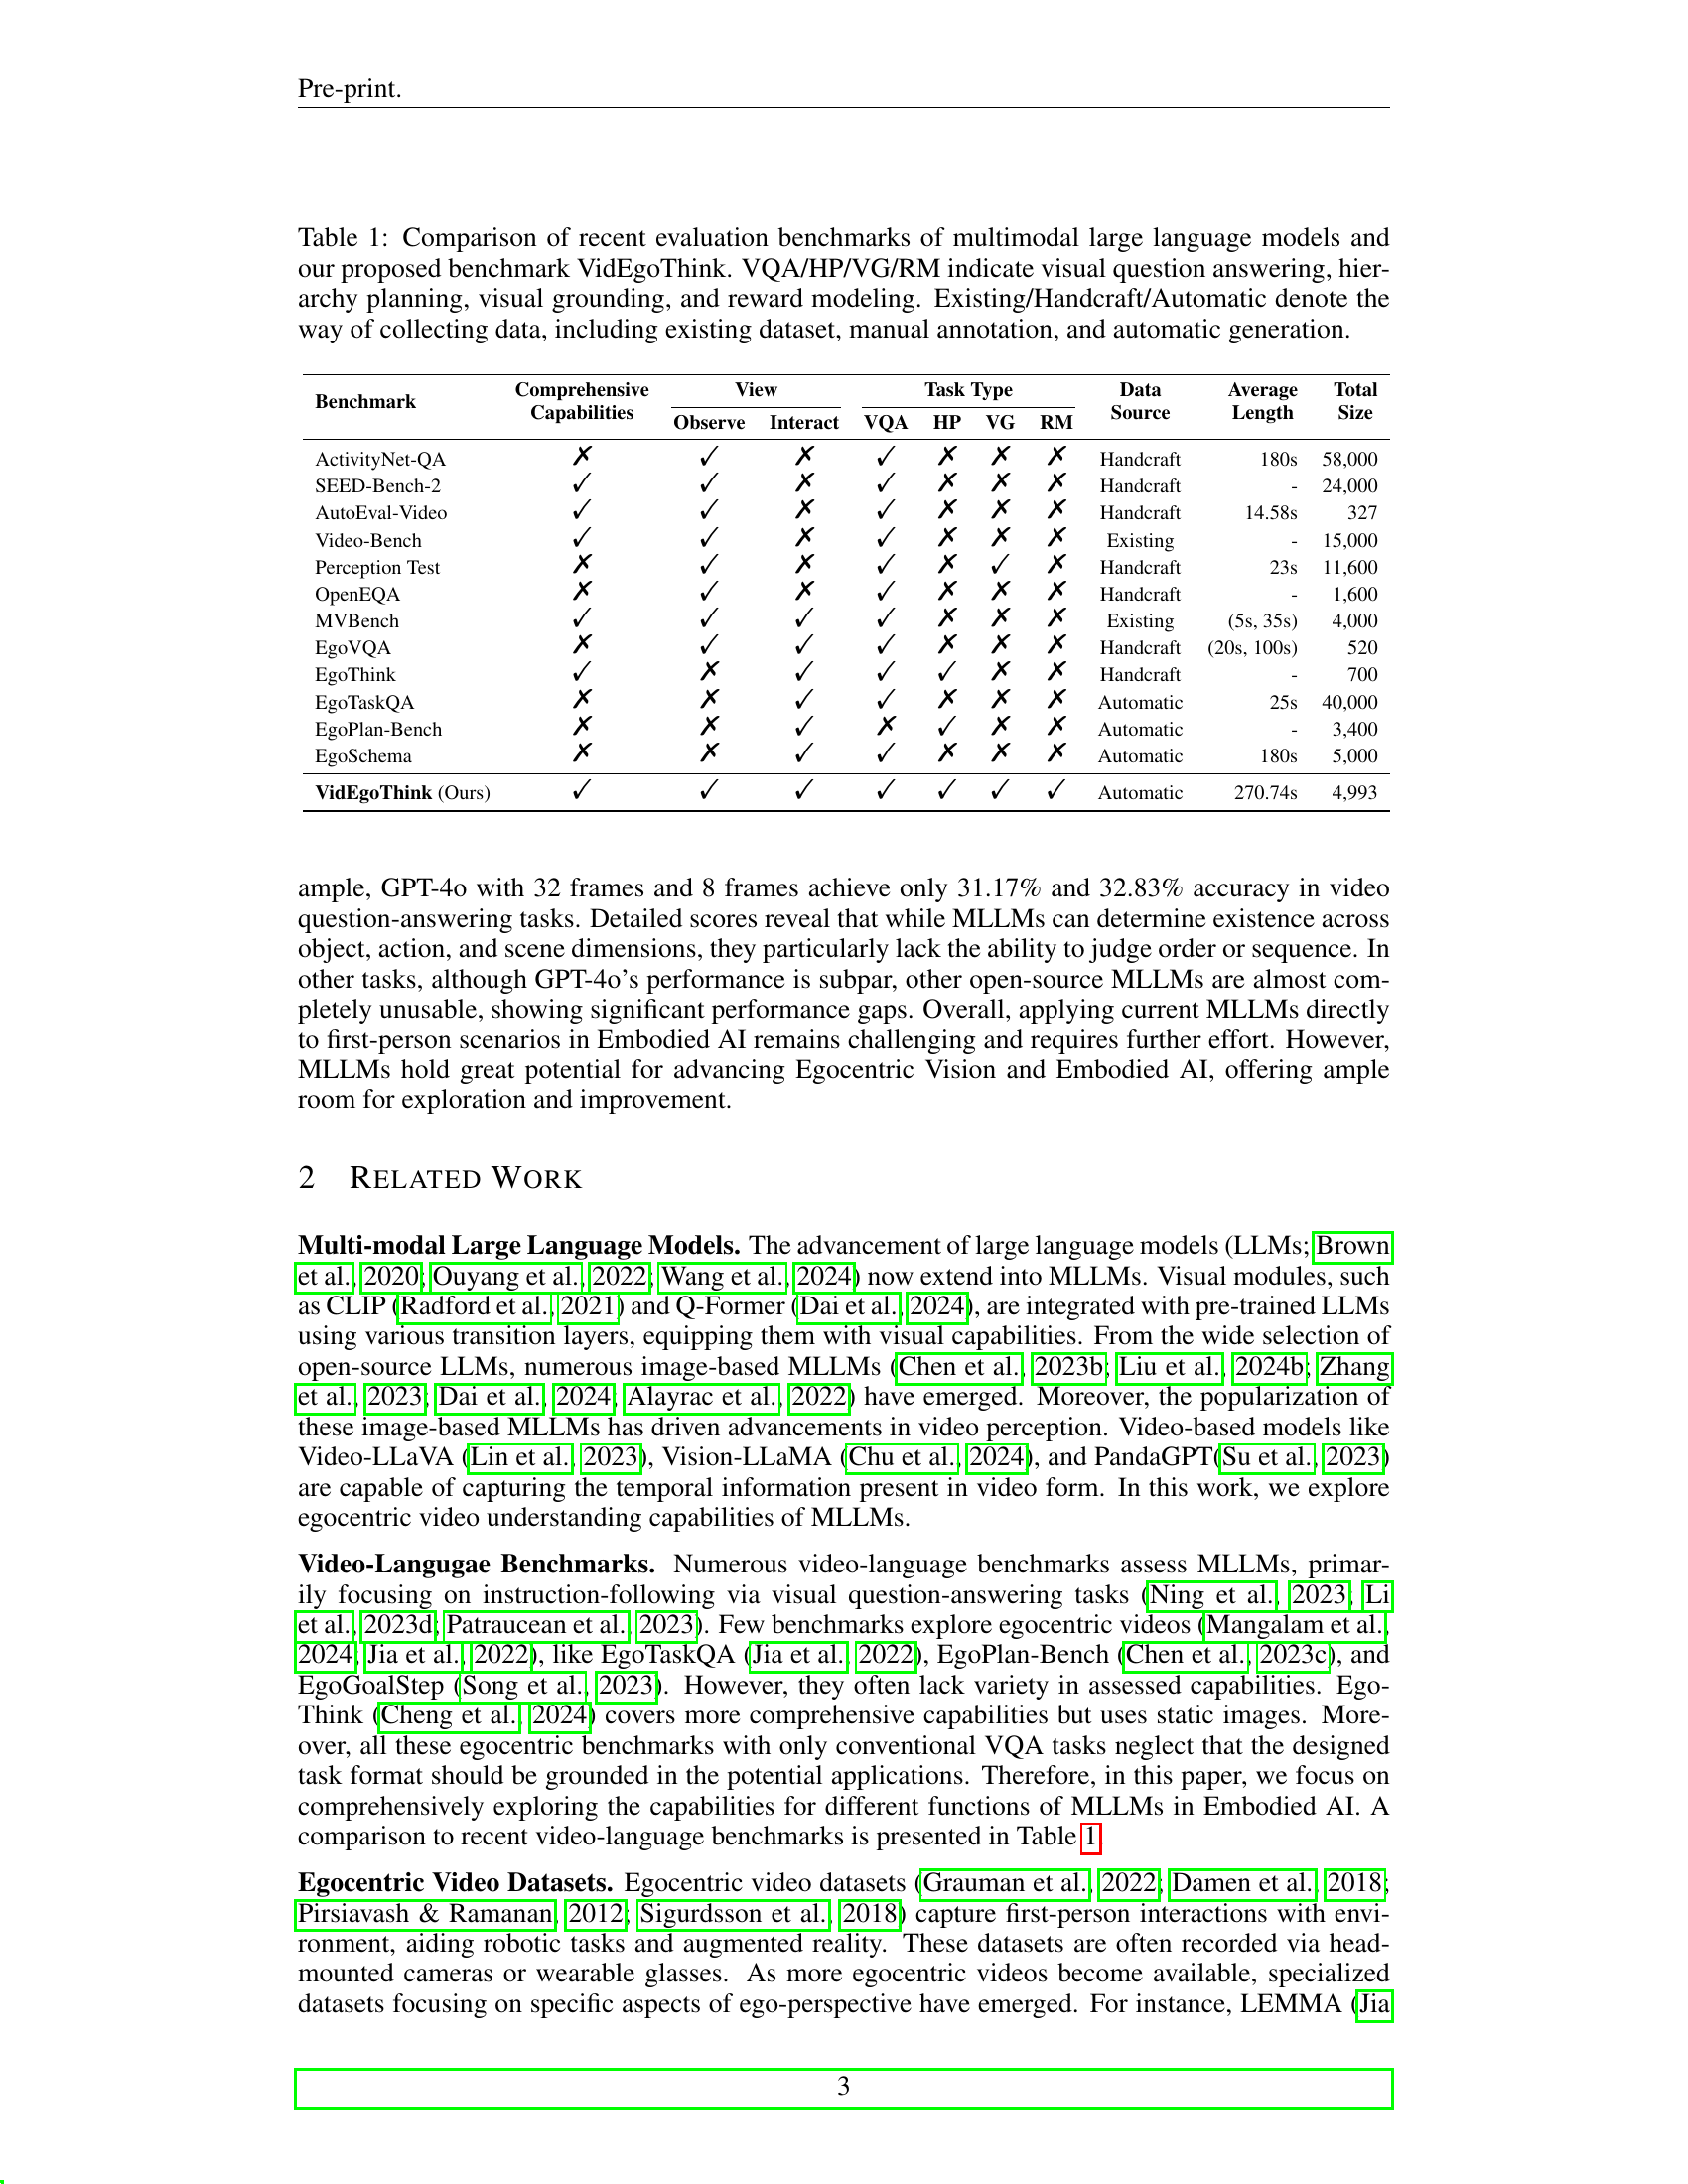 Pre-print.
Table 1: Comparison of recent evaluation benchmarks of multimodal large language models and
our proposed benchmark VidEgoThink. VQA/HP/VG/RM indicate visual question answering, hier-
archy planning, visual grounding, and reward modeling. Existing/Handcraft/Automatic denote the
way of collecting data, including existing dataset, manual annotation, and automatic generation.
Benchmark Comprehensive Capabilities View Task Type Data Source Average Length Total Size
Observe Interact VQA HP VG RM
ActivityNet-QA ✗ ✓ ✗ ✓ ✗ ✗ ✗ Handcraft 180s 58,000
SEED-Bench-2 ✓ ✓ ✗ ✓ ✗ ✗ ✗ Handcraft - 24,000
AutoEval-Video ✓ ✓ ✗ ✓ ✗ ✗ ✗ Handcraft 14.58s 327
Video-Bench ✓ ✓ ✗ ✓ ✗ ✗ ✗ Existing - 15,000
Perception Test ✗ ✓ ✗ ✓ ✗ ✓ ✗ Handcraft 23s 11,600
OpenEQA ✗ ✓ ✗ ✓ ✗ ✗ ✗ Handcraft - 1,600
MVBench ✓ ✓ ✓ ✓ ✗ ✗ ✗ Existing (5s, 35s) 4,000
EgoVQA ✗ ✓ ✓ ✓ ✗ ✗ ✗ Handcraft (20s, 100s) 520
EgoThink ✓ ✗ ✓ ✓ ✓ ✗ ✗ Handcraft - 700
EgoTaskQA ✗ ✗ ✓ ✓ ✗ ✗ ✗ Automatic 25s 40,000
EgoPlan-Bench ✗ ✗ ✓ ✗ ✓ ✗ ✗ Automatic - 3,400
EgoSchema ✗ ✗ ✓ ✓ ✗ ✗ ✗ Automatic 180s 5,000
VidEgoThink (Ours) ✓ ✓ ✓ ✓ ✓ ✓ ✓ Automatic 270.74s 4,993
ample, GPT-4o with 32 frames and 8 frames achieve only 31.17% and 32.83% accuracy in video
question-answering tasks. Detailed scores reveal that while MLLMs can determine existence across
object, action, and scene dimensions, they particularly lack the ability to judge order or sequence. In
other tasks, although GPT-4o's performance is subpar, other open-source MLLMs are almost com-
pletely unusable, showing significant performance gaps. Overall, applying current MLLMs directly
to first-person scenarios in Embodied AI remains challenging and requires further effort. However,
MLLMs hold great potential for advancing Egocentric Vision and Embodied AI, offering ample
room for exploration and improvement.
2 RELATED WORK
Multi-modal Large Language Models. The advancement of large language models (LLMs; Brown
et al., 2020; Ouyang et al., 2022; Wang et al., 2024) now extend into MLLMs. Visual modules, such
as CLIP (Radford et al., 2021) and Q-Former (Dai et al., 2024), are integrated with pre-trained LLMs
using various transition layers, equipping them with visual capabilities. From the wide selection of
open-source LLMs, numerous image-based MLLMs (Chen et al., 2023b; Liu et al., 2024b; Zhang
et al., 2023; Dai et al., 2024; Alayrac et al., 2022) have emerged. Moreover, the popularization of
these image-based MLLMs has driven advancements in video perception. Video-based models like
Video-LLaVA (Lin et al., 2023), Vision-LLaMA (Chu et al., 2024), and PandaGPT(Su et al., 2023)
are capable of capturing the temporal information present in video form. In this work, we explore
egocentric video understanding capabilities of MLLMs.
Video-Langugae Benchmarks. Numerous video-language benchmarks assess MLLMs, primar-
ily focusing on instruction-following via visual question-answering tasks (Ning et al., 2023; Li
et al., 2023d; Patraucean et al., 2023). Few benchmarks explore egocentric videos (Mangalam et al.,
2024; Jia et al., 2022), like EgoTaskQA (Jia et al., 2022), EgoPlan-Bench (Chen et al., 2023c), and
EgoGoalStep (Song et al., 2023). However, they often lack variety in assessed capabilities. Ego-
Think (Cheng et al., 2024) covers more comprehensive capabilities but uses static images. More-
over, all these egocentric benchmarks with only conventional VQA tasks neglect that the designed
task format should be grounded in the potential applications. Therefore, in this paper, we focus on
comprehensively exploring the capabilities for different functions of MLLMs in Embodied AI. A
comparison to recent video-language benchmarks is presented in Table 1.
Egocentric Video Datasets. Egocentric video datasets (Grauman et al., 2022; Damen et al., 2018;
Pirsiavash & Ramanan, 2012; Sigurdsson et al., 2018) capture first-person interactions with envi-
ronment, aiding robotic tasks and augmented reality. These datasets are often recorded via head-
mounted cameras or wearable glasses. As more egocentric videos become available, specialized
datasets focusing on specific aspects of ego-perspective have emerged. For instance, LEMMA (Jia
3